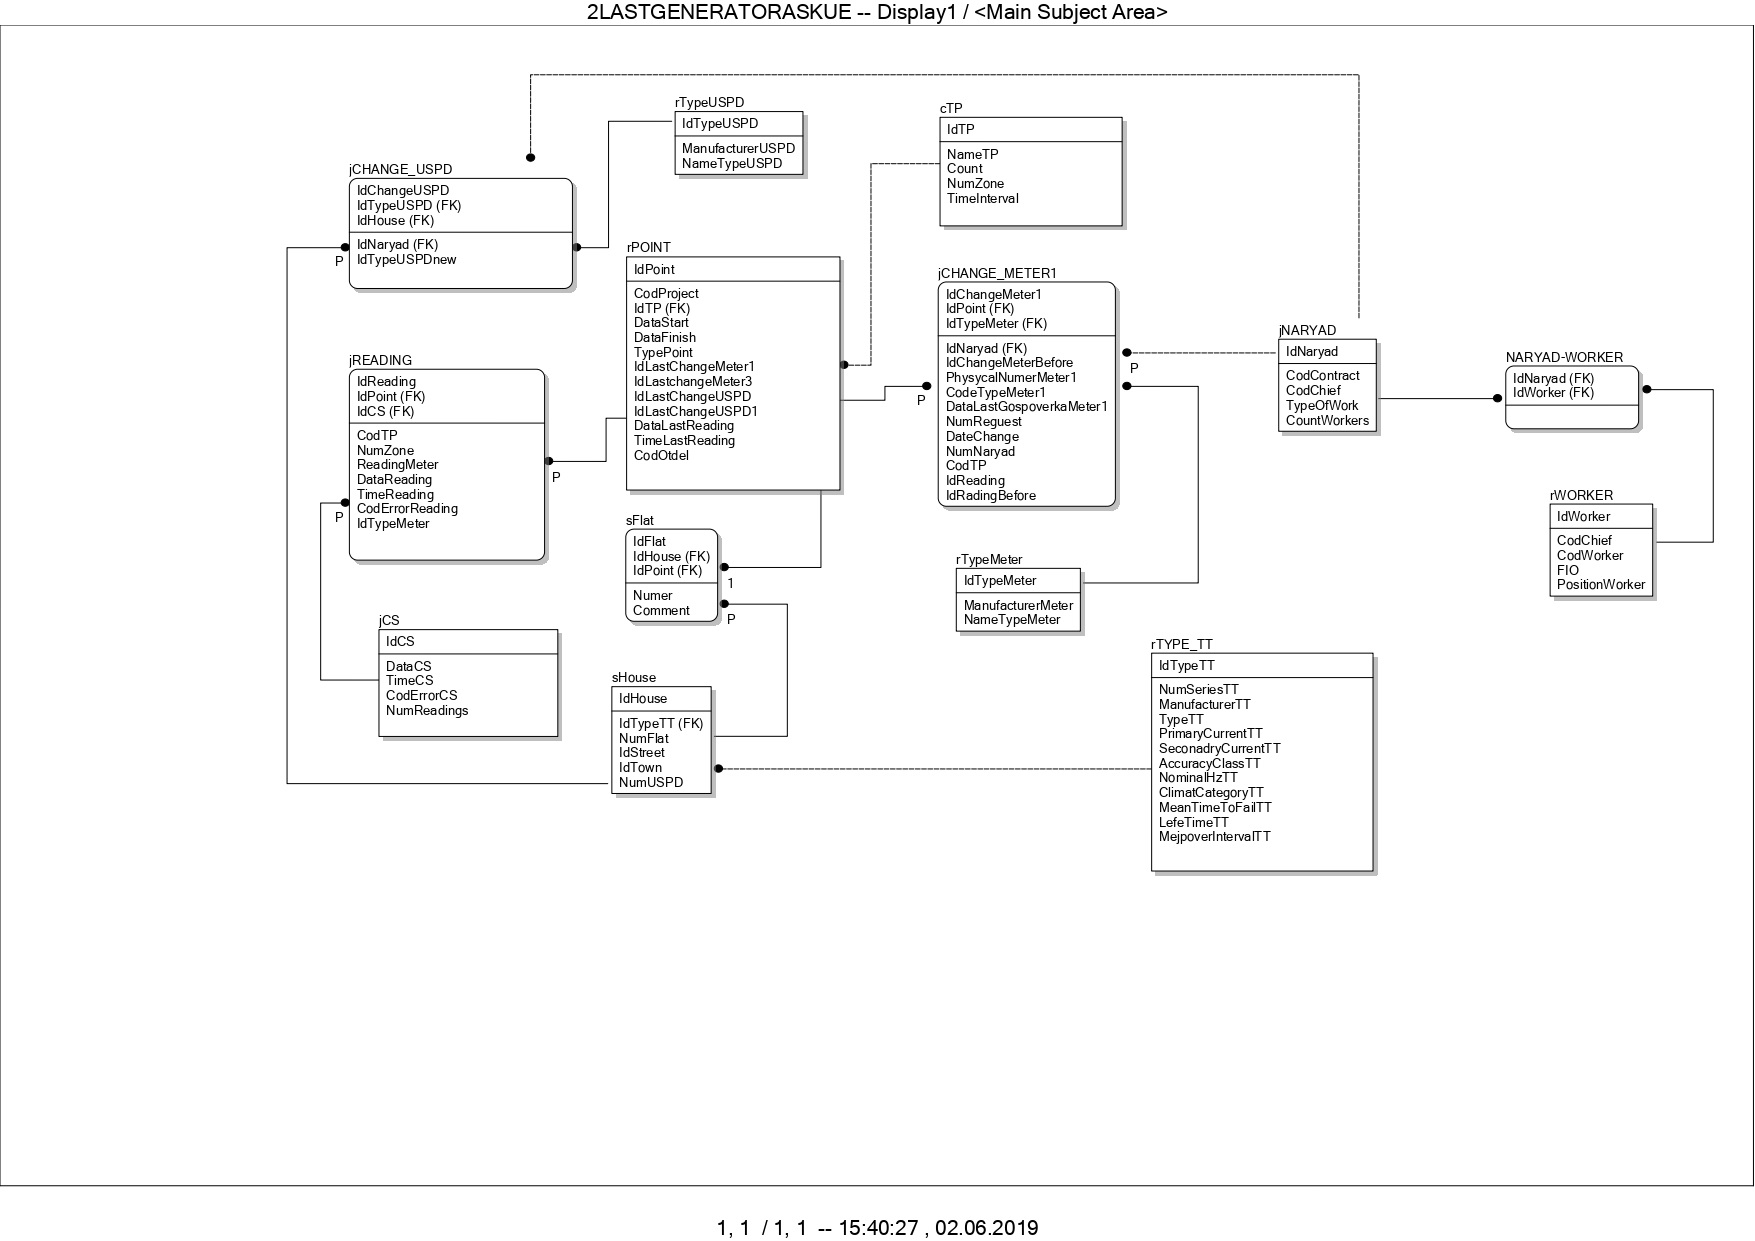 2LASTGENERATORASKUE -- Display1 / <Main Subject Area>
rTypeUSPD
IdTypeUSPD
ManufacturerUSPD
NameTypeUSPD
cTP
IdTP
NameTP
Count
NumZone
TimeInterval
jCHANGE_USPD
IdChangeUSPD
IdTypeUSPD (FK)
IdHouse (FK)
IdNaryad (FK)
IdTypeUSPDnew
P
rPOINT
IdPoint
CodProject
IdTP (FK)
DataStart
DataFinish
TypePoint
IdLastChangeMeter1
IdLastchangeMeter3
IdLastChangeUSPD
IdLastChangeUSPD1
DataLastReading
TimeLastReading
CodOtdel
jCHANGE_METER1
IdChangeMeter1
IdPoint (FK)
IdTypeMeter (FK)
IdNaryad (FK)
IdChangeMeterBefore
PhysycalNumerMeter1
CodeTypeMeter1
DataLastGospoverkaMeter1
NumReguest
DateChange
NumNaryad
CodTP
IdReading
IdRadingBefore
P
P
jNARYAD
IdNaryad
CodContract
CodChief
TypeOfWork
CountWorkers
NARYAD-WORKER
IdNaryad (FK)
IdWorker (FK)
jREADING
IdReading
IdPoint (FK)
IdCS (FK)
CodTP
NumZone
ReadingMeter
DataReading
TimeReading
CodErrorReading
IdTypeMeter
P
P
rWORKER
IdWorker
CodChief
CodWorker
FIO
PositionWorker
sFlat
IdFlat
IdHouse (FK)
IdPoint (FK)
Numer
Comment
1
P
rTypeMeter
IdTypeMeter
ManufacturerMeter
NameTypeMeter
jCS
IdCS
DataCS
TimeCS
CodErrorCS
NumReadings
sHouse
IdHouse
IdTypeTT (FK)
NumFlat
IdStreet
IdTown
NumUSPD
rTYPE_TT
IdTypeTT
NumSeriesTT
ManufacturerTT
TypeTT
PrimaryCurrentTT
SeconadryCurrentTT
AccuracyClassTT
NominalHzTT
ClimatCategoryTT
MeanTimeToFailTT
LefeTimeTT
MejpoverIntervalTT
1, 1 / 1, 1 -- 15:40:27 , 02.06.2019